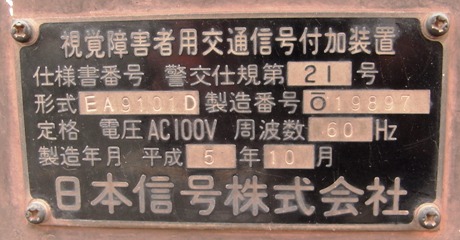 視覚障害者用交通信号付加装置
仕様書番号 警交仕規第 21 号
形式 EA9101D 製造番号 ō 19897
定格 電圧 AC100V 周波数 60 Hz
製造年月 平成 5 年 10 月
日本信号株式会社